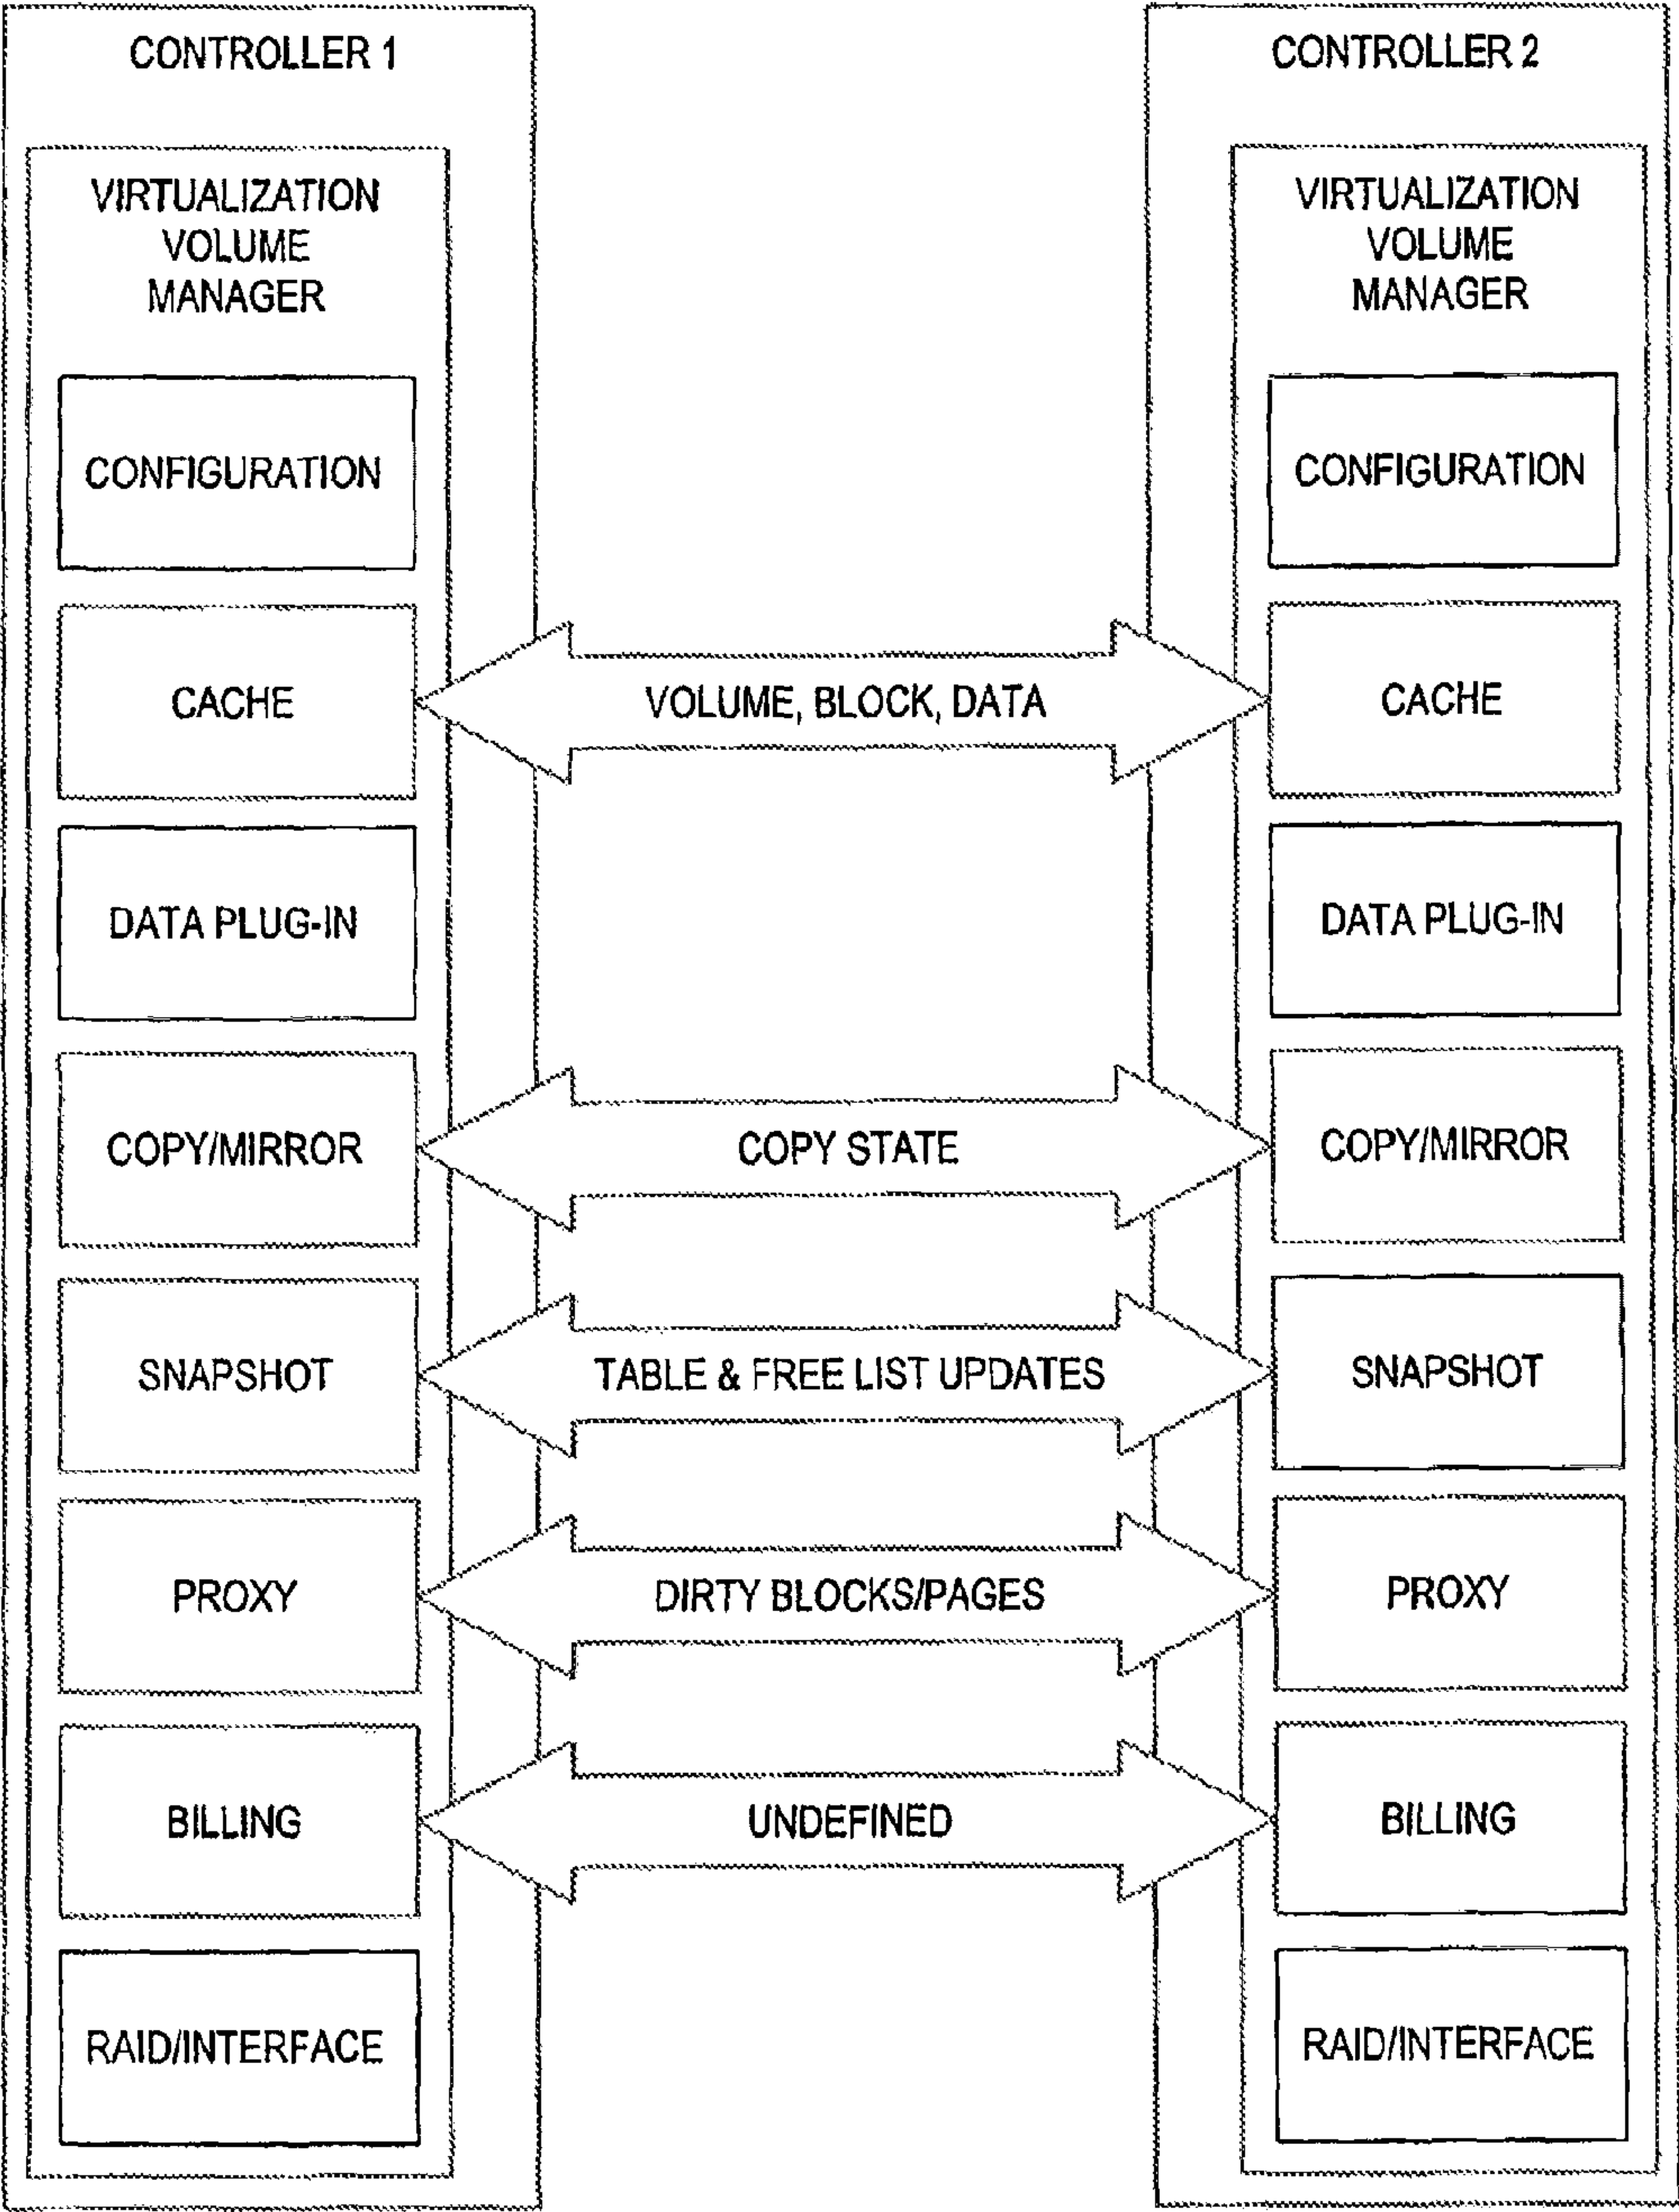 CONTROLLER 1
VIRTUALIZATION
VOLUME
MANAGER
CONFIGURATION
CACHE
DATA PLUG-IN
COPY/MIRROR
SNAPSHOT
PROXY
BILLING
RAID/INTERFACE
VOLUME, BLOCK, DATA
COPY STATE
TABLE & FREE LIST UPDATES
DIRTY BLOCKS/PAGES
UNDEFINED
CONTROLLER 2
VIRTUALIZATION
VOLUME
MANAGER
CONFIGURATION
CACHE
DATA PLUG-IN
COPY/MIRROR
SNAPSHOT
PROXY
BILLING
RAID/INTERFACE